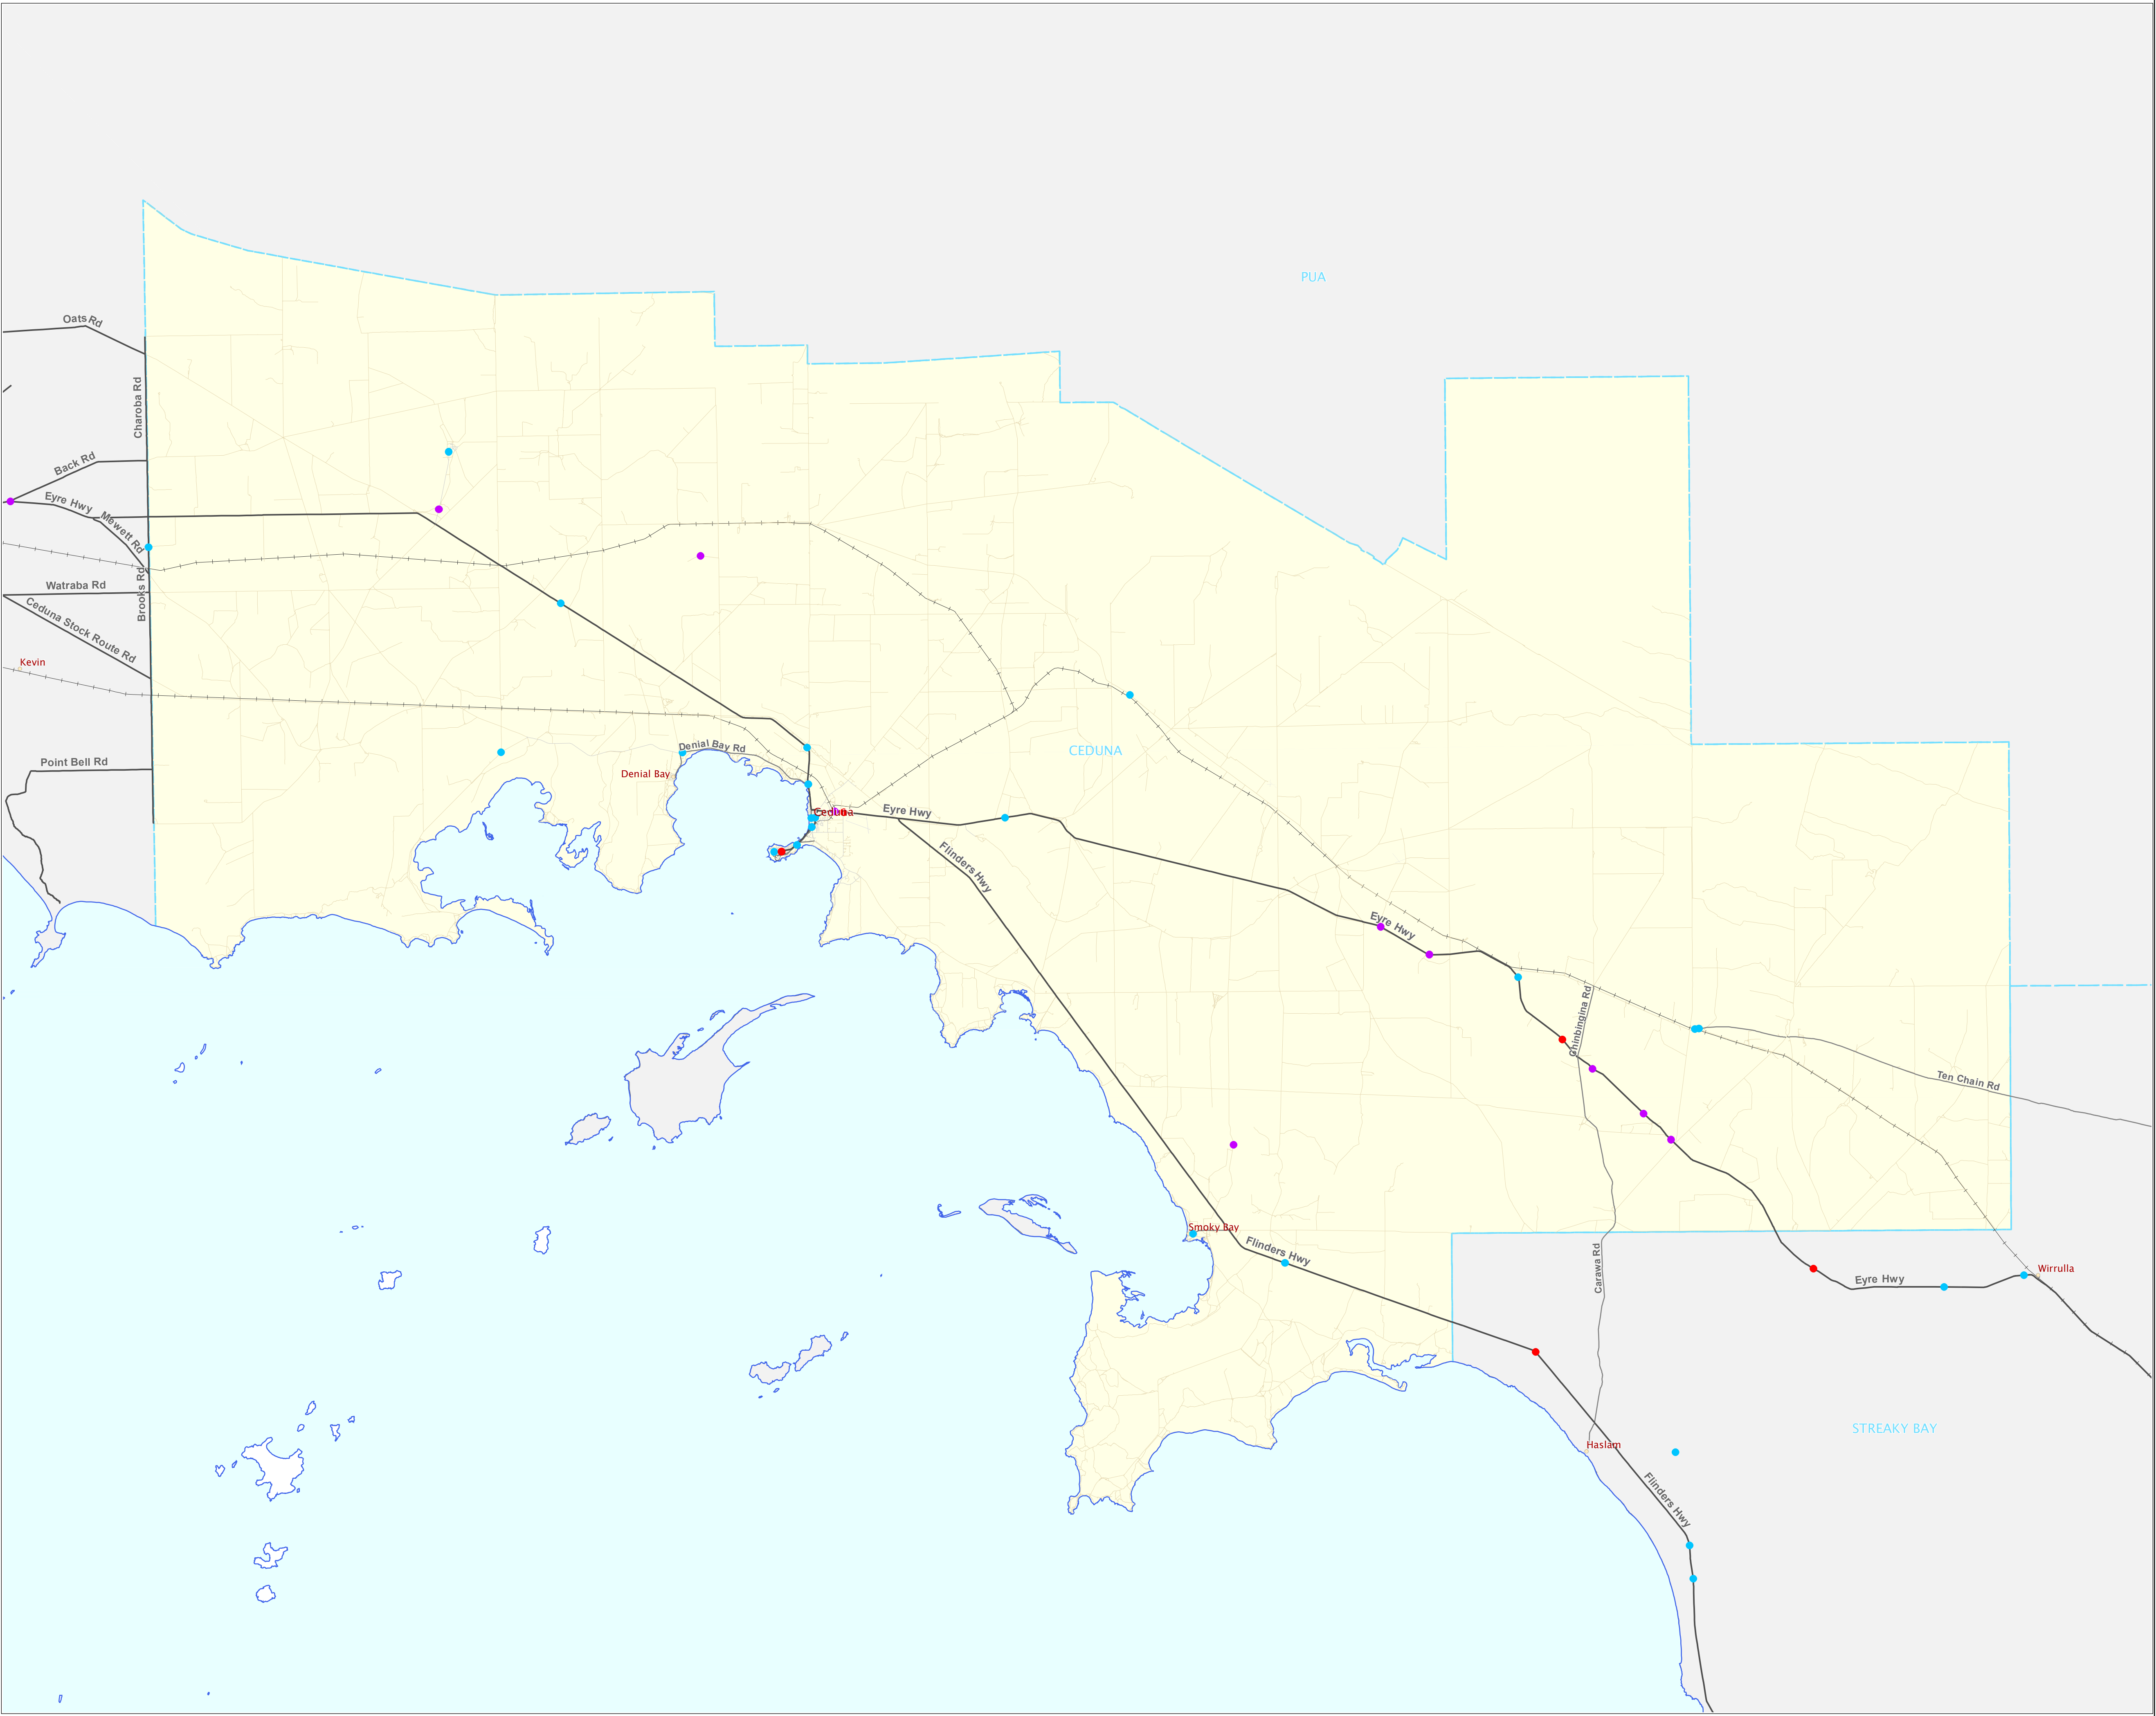 PUA
Oats Rd
Charoba Rd
Back Rd
Eyre Hwy
Mewett Rd
Watraba Rd
Brooks Rd
Ceduna Stock Route Rd
Kevin
Point Bell Rd
Denial Bay Rd
Denial Bay
CEDUNA
Ceduna
Eyre Hwy
Flinders Hwy
Eyre Hwy
Chinbingina Rd
Ten Chain Rd
Smoky Bay
Flinders Hwy
Carawa Rd
Eyre Hwy
Wirrulla
STREAKY BAY
Haslam
Flinders Hwy